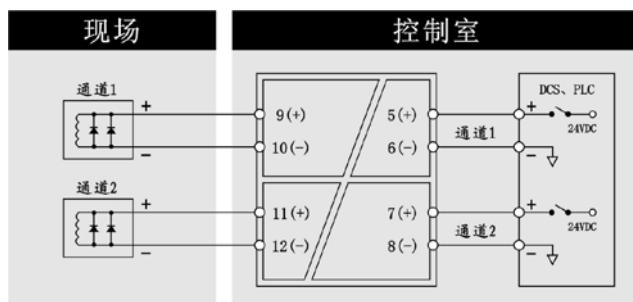 现场
控制室
通道1
+
−
9(+)
10(−)
5(+)
6(−)
通道1
DCS、PLC
+
24VDC
−
通道2
+
−
11(+)
12(−)
7(+)
8(−)
通道2
+
24VDC
−